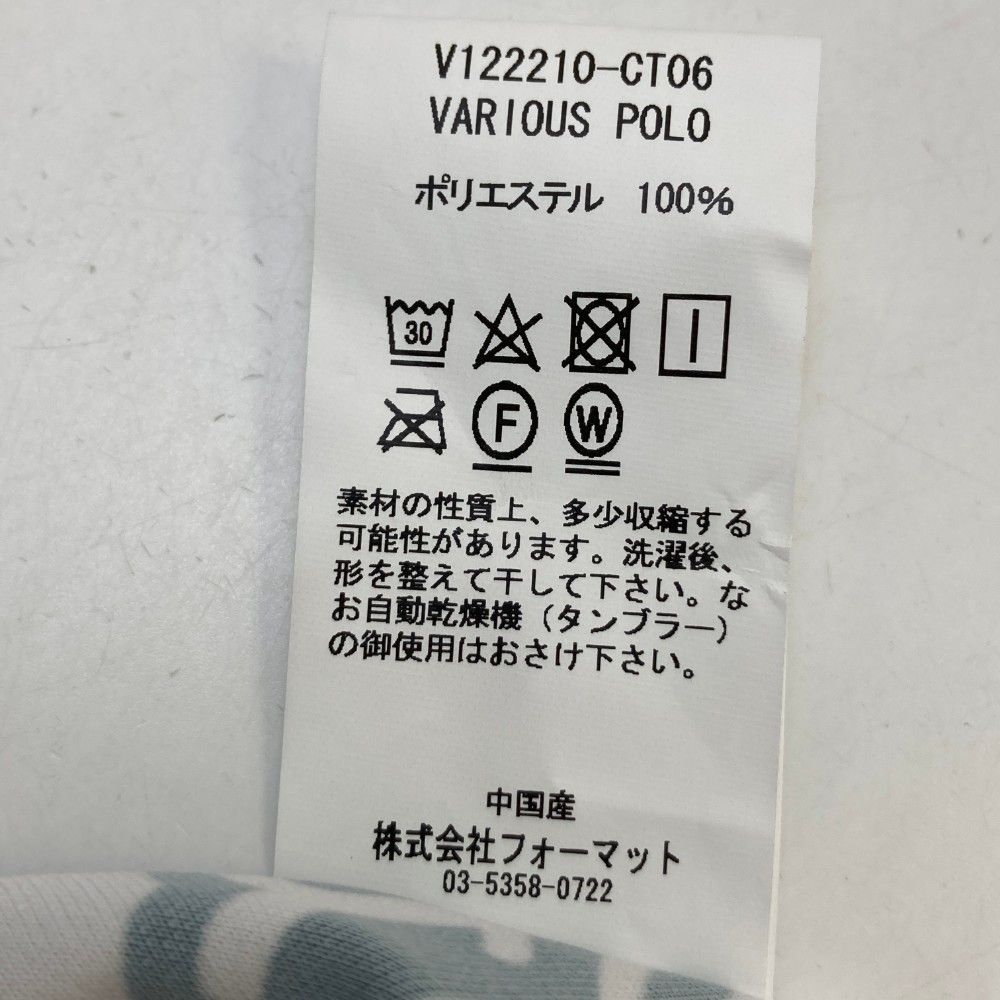 V122210-CT06
VARIOUS POLO
ポリエステル 100%
30
F
W
素材の性質上、多少収縮する
可能性があります。洗濯後、
形を整えて干して下さい。な
お自動乾燥機(タンブラー)
の御使用はおさけ下さい。
中国産
株式会社フォーマット
03-5358-0722